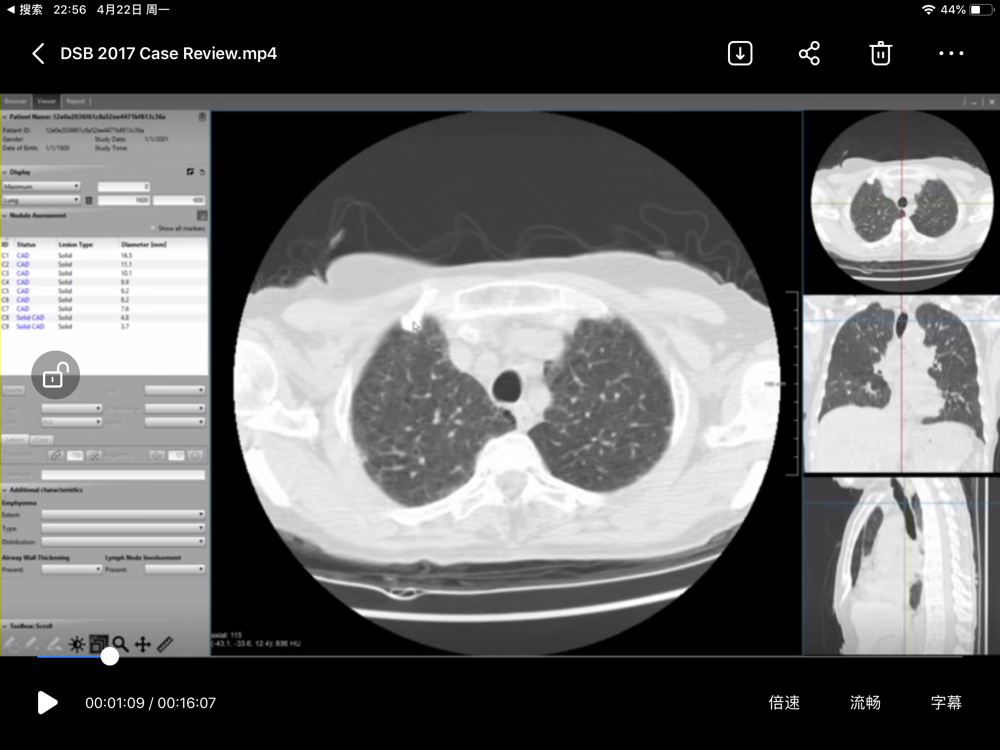 搜索 22:56 4月22日 周一 44%
DSB 2017 Case Review.mp4
Browser Viewer Report
Patient Name: 12e0e2036f61c8a52ee4471bf813c36a
Patient ID: 12e0e2036f61c8a52ee4471bf813c36a
Gender: Study Date: 1/1/2001
Date of Birth: 1/1/1900 Study Time:
Display
Maximum 0
Lung 1600 -600
Nodule Assessment
Show all markers
ID Status Lesion Type Diameter [mm]
C1 CAD Solid 16.5
C2 CAD Solid 11.1
C3 CAD Solid 10.1
C4 CAD Solid 9.9
C5 CAD Solid 9.2
C6 CAD Solid 8.2
C7 CAD Solid 7.6
C8 Solid CAD Solid 4.8
C9 Solid CAD Solid 3.7
Delete
Type: Morphology:
Lesion Core
Threshold: -750 Regularity: 57
Comment:
Additional characteristics
Emphysema
Extent:
Type:
Distribution:
Airway Wall Thickening Lymph Node Involvement
Present: Present:
Toolbox: Scroll
100 mm
axial: 115
(-43.1, -33.6, 12.4): 836 HU
00:01:09 / 00:16:07 倍速 流畅 字幕